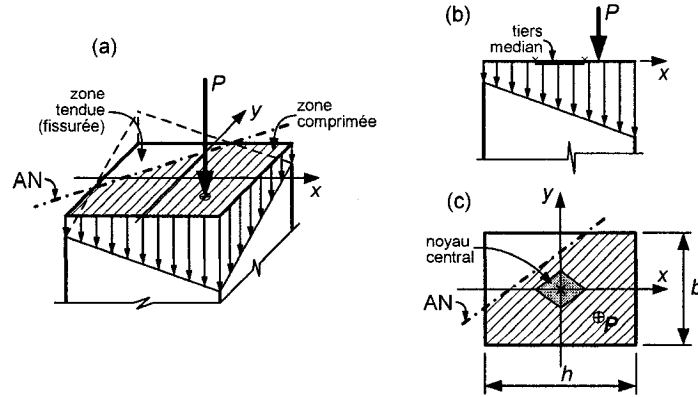 (a)
P
zone
tendue
(fissurée)
y
zone
comprimée
AN
x
(b)
P
tiers
median
x
(c)
y
noyau
central
x
AN
P
b
h